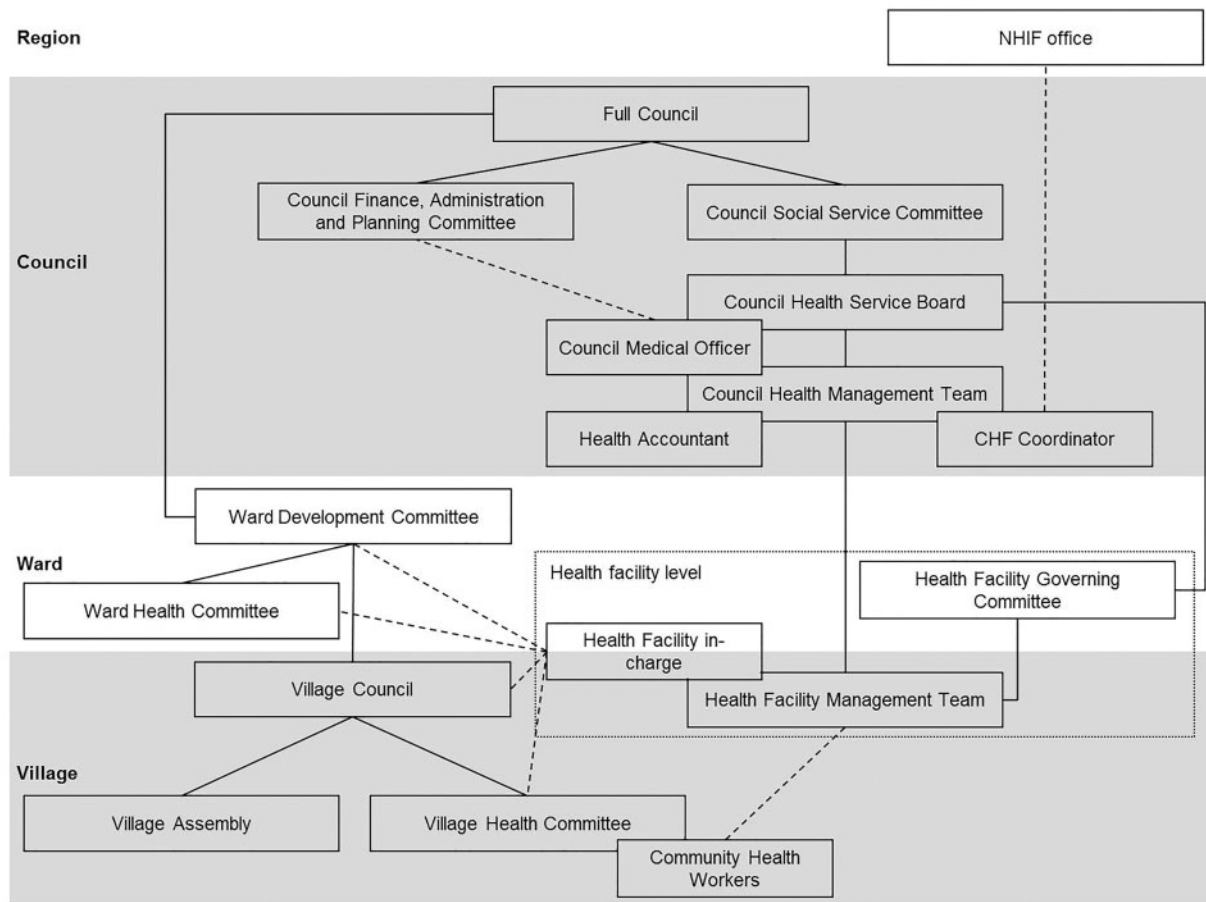 Region
NHIF office
Full Council
Council Finance, Administration
and Planning Committee
Council Social Service Committee
Council
Council Health Service Board
Council Medical Officer
Council Health Management Team
Health Accountant
CHF Coordinator
Ward Development Committee
Ward
Health facility level
Health Facility Governing
Committee
Ward Health Committee
Health Facility in-
charge
Village Council
Health Facility Management Team
Village
Village Assembly
Village Health Committee
Community Health
Workers